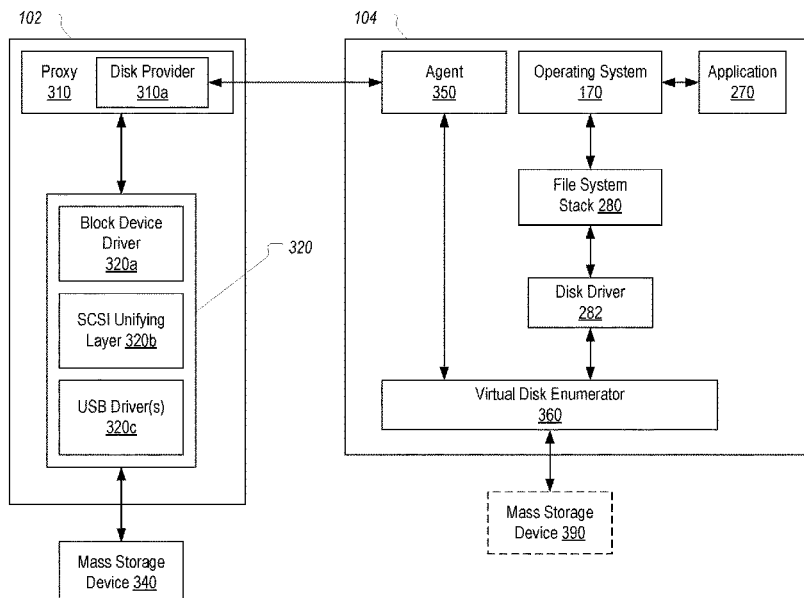 102
104
Proxy
310
Disk Provider
310a
Agent
350
Operating System
170
Application
270
File System
Stack 280
Block Device
Driver
320a
320
SCSI Unifying
Layer 320b
Disk Driver
282
USB Driver(s)
320c
Virtual Disk Enumerator
360
Mass Storage
Device 390
Mass Storage
Device 340